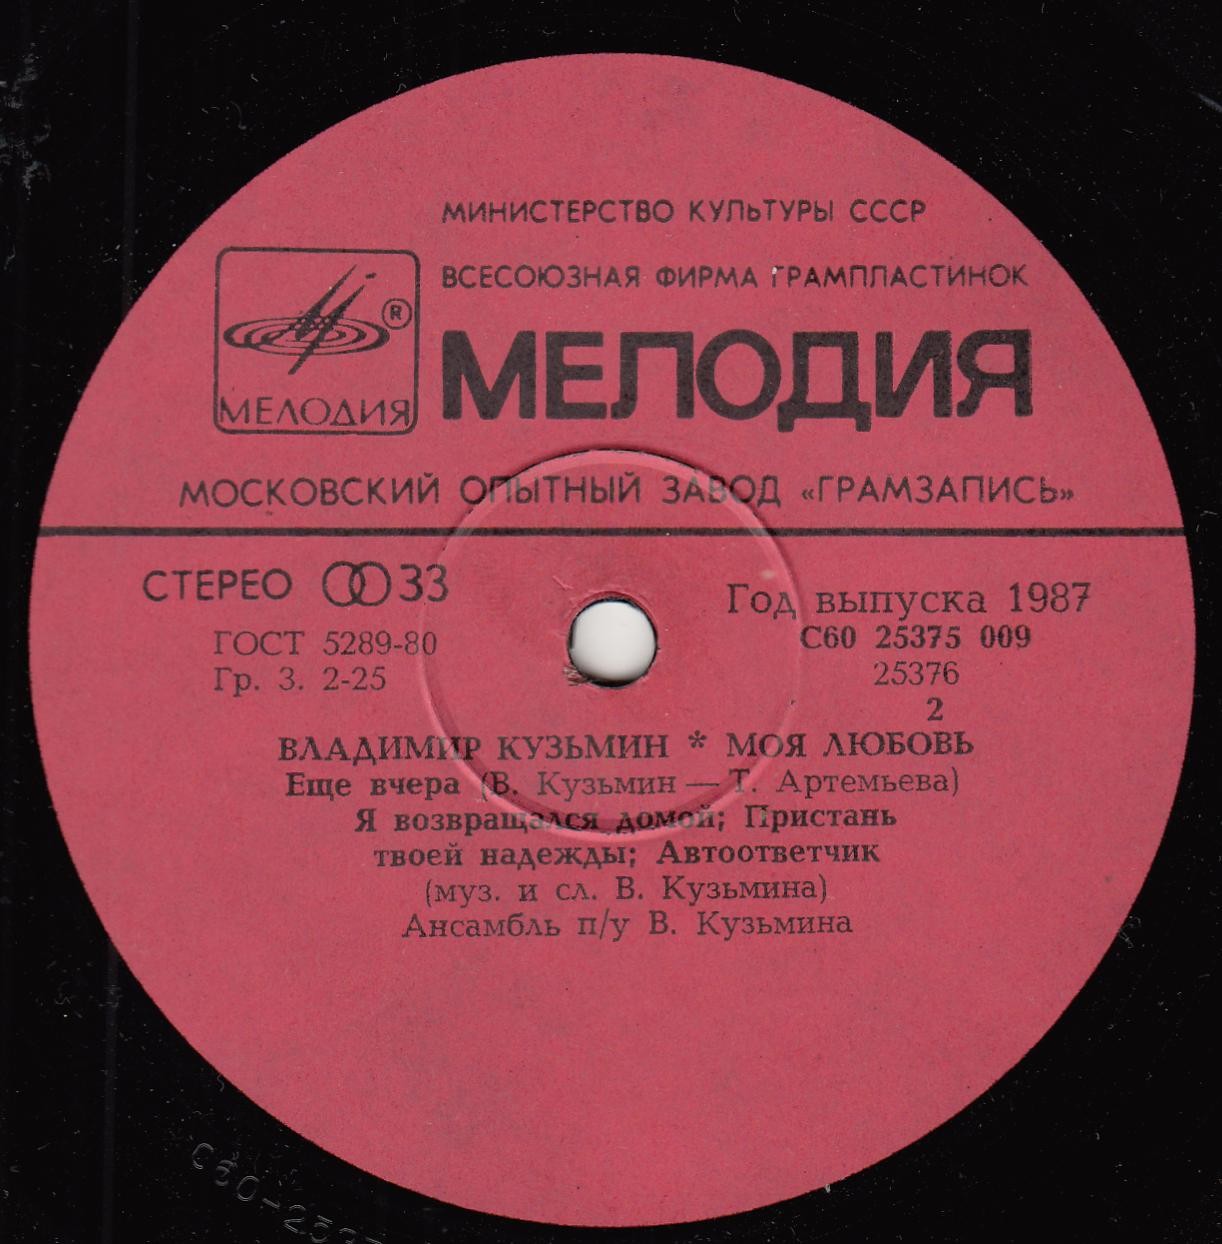 МИНИСТЕРСТВО КУЛЬТУРЫ СССР
ВСЕСОЮЗНАЯ ФИРМА ГРАМПЛАСТИНОК
®
МЕЛОДИЯ
МЕЛОДИЯ
МОСКОВСКИЙ ОПЫТНЫЙ ЗАВОД «ГРАМЗАПИСЬ»
СТЕРЕО 33
Год выпуска 1987
ГОСТ 5289-80
С60 25375 009
Гр. 3. 2-25
25376
2
ВЛАДИМИР КУЗЬМИН * МОЯ ЛЮБОВЬ
Еще вчера (В. Кузьмин — Т. Артемьева)
Я возвращался домой; Пристань
твоей надежды; Автоответчик
(муз. и сл. В. Кузьмина)
Ансамбль п/у В. Кузьмина